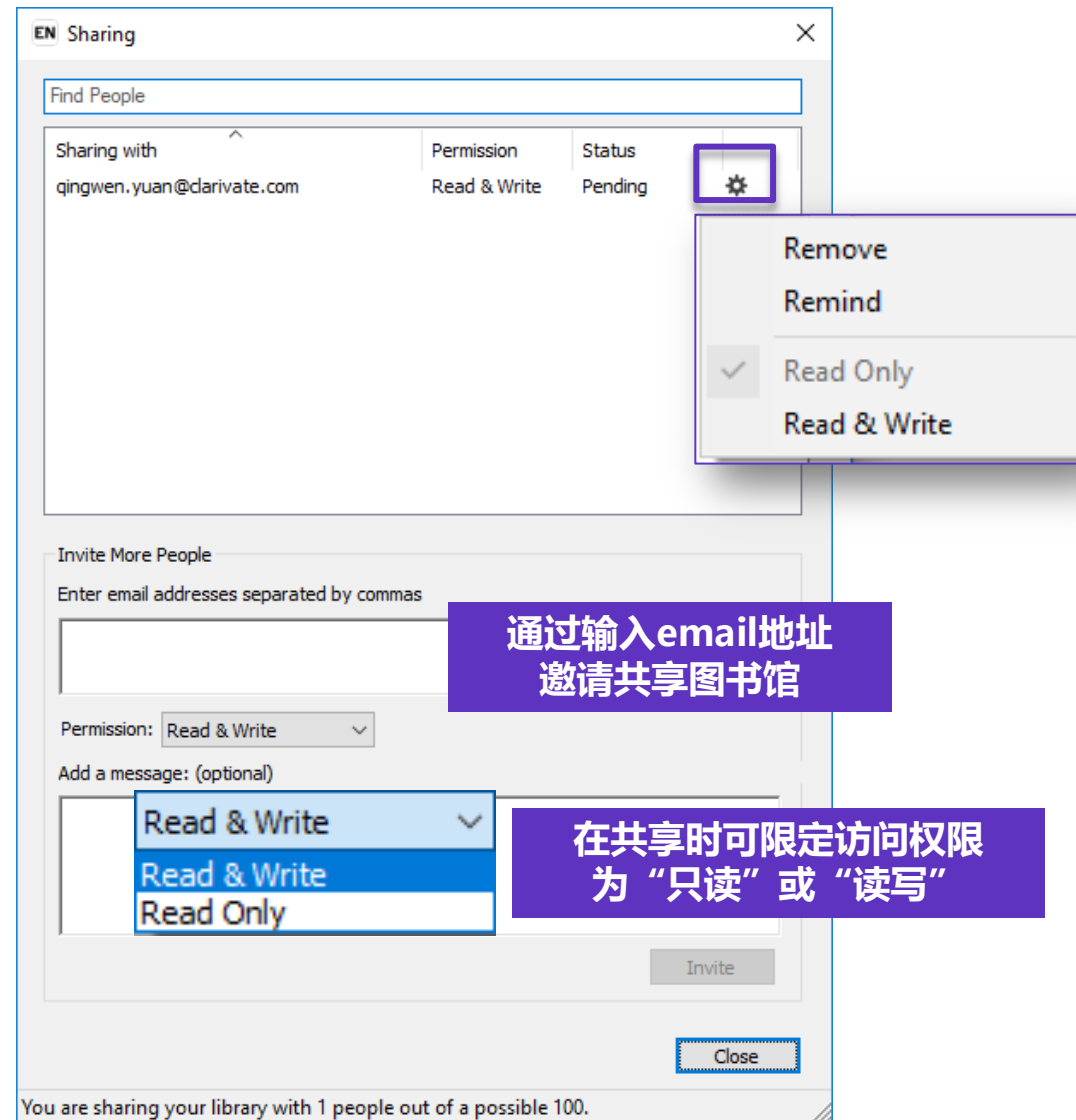 EN Sharing
Find People
Sharing with Permission Status
qingwen.yuan@clarivate.com Read & Write Pending
Remove
Remind
Read Only
Read & Write
Invite More People
Enter email addresses separated by commas
通过输入email地址
邀请共享图书馆
Permission: Read & Write
Add a message: (optional)
Read & Write
Read & Write
Read Only
在共享时可限定访问权限
为“只读”或“读写”
Invite
Close
You are sharing your library with 1 people out of a possible 100.